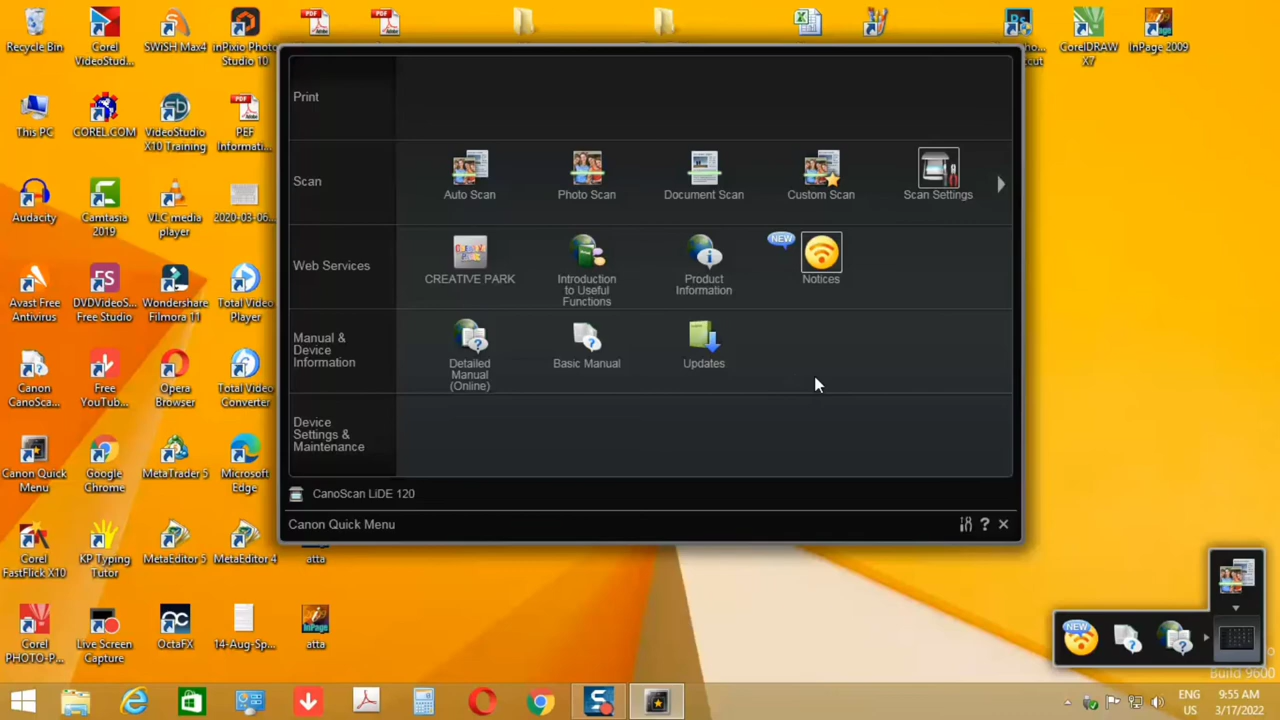 Recycle Bin
Corel
VideoStud...
SWiSH Max4
inPixio Photo
Studio 10
CorelDRAW
X7
InPage 2009
This PC
COREL.COM
VideoStudio
X10 Training
PEF
Informati...
Audacity
Camtasia
2019
VLC media
player
2020-03-06...
Avast Free
Antivirus
DVDVideoS...
Free Studio
Wondershare
Filmora 11
Total Video
Player
Canon
CanoSca...
Free
YouTub...
Opera
Browser
Total Video
Converter
Canon Quick
Menu
Google
Chrome
MetaTrader 5
Microsoft
Edge
Corel
FastFlick X10
KP Typing
Tutor
MetaEditor 5
MetaEditor 4
atta
Corel
PHOTO-P...
Live Screen
Capture
OctaFX
14-Aug-Sp...
atta
Print
Scan
Auto Scan
Photo Scan
Document Scan
Custom Scan
Scan Settings
Web Services
CREATIVE PARK
Introduction
to Useful
Functions
Product
Information
NEW
Notices
Manual &
Device
Information
Detailed
Manual
(Online)
Basic Manual
Updates
Device
Settings &
Maintenance
CanoScan LiDE 120
Canon Quick Menu
NEW
Build 9600
ENG
US
9:55 AM
3/17/2022